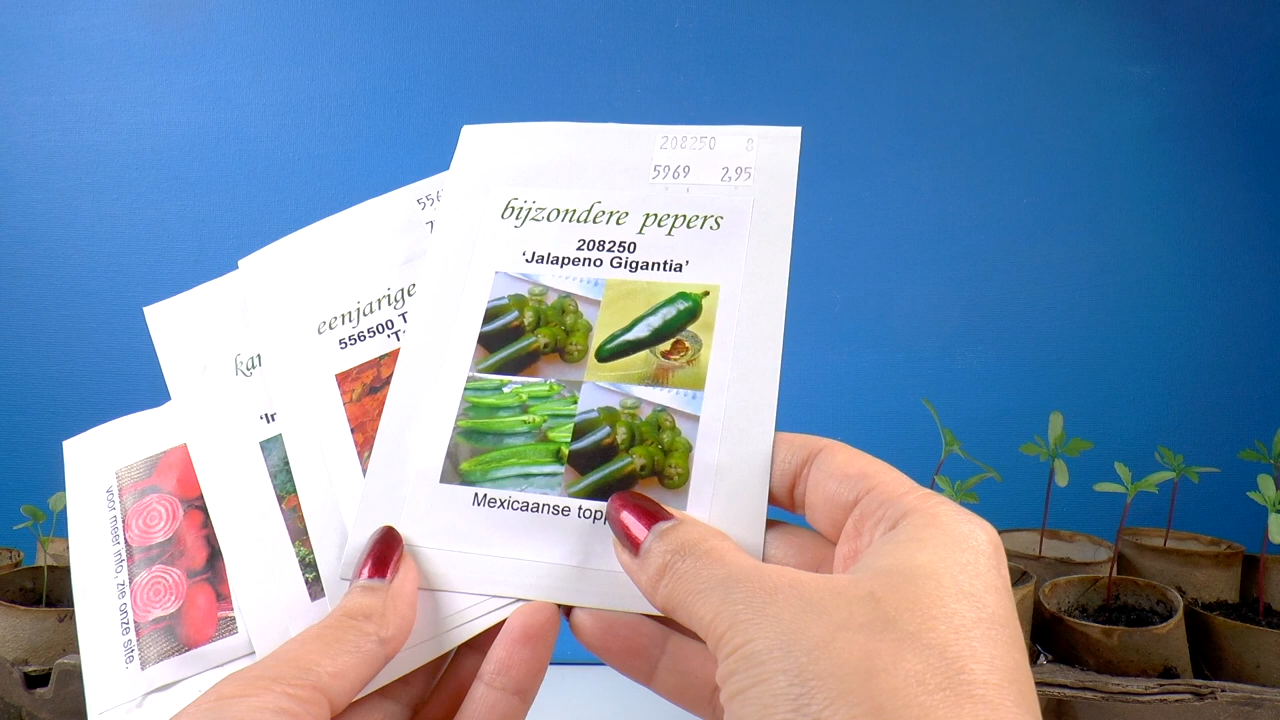 208250 8
5969 2,95
bijzondere pepers
208250
‘Jalapeno Gigantia’
Mexicaanse
eenjarige
556500
voor meer info, zie onze site.